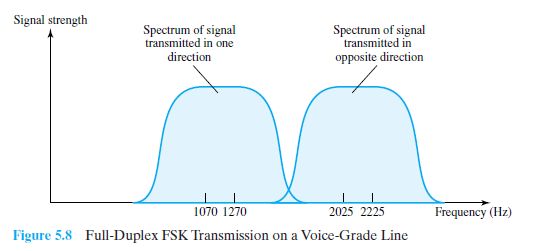 Signal strength
Spectrum of signal
transmitted in one
direction
Spectrum of signal
transmitted in
opposite direction
1070 1270
2025 2225
Frequency (Hz)
Figure 5.8 Full-Duplex FSK Transmission on a Voice-Grade Line